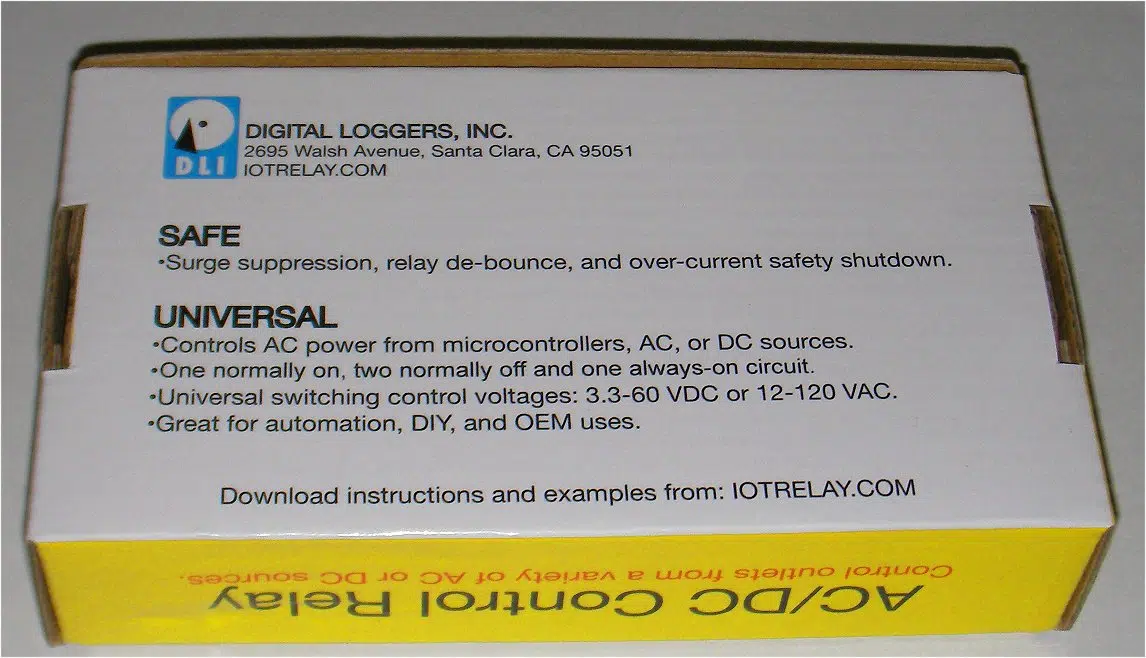 DLI
DIGITAL LOGGERS, INC.
2695 Walsh Avenue, Santa Clara, CA 95051
IOTRELAY.COM
SAFE
•Surge suppression, relay de-bounce, and over-current safety shutdown.
UNIVERSAL
•Controls AC power from microcontrollers, AC, or DC sources.
•One normally on, two normally off and one always-on circuit.
•Universal switching control voltages: 3.3-60 VDC or 12-120 VAC.
•Great for automation, DIY, and OEM uses.
Download instructions and examples from: IOTRELAY.COM
AC/DC Control Relay
Control outlets from a variety of AC or DC sources.